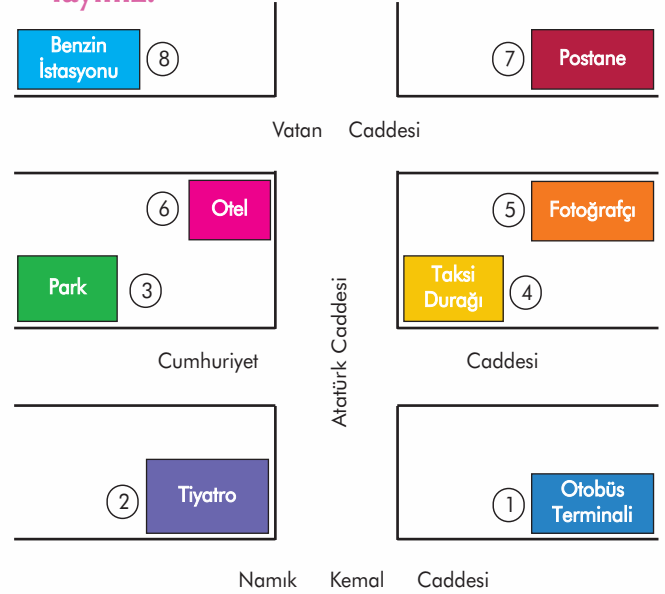 Benzin
İstasyonu
8
7
Postane
Vatan Caddesi
6
Otel
5
Fotoğrafçı
Park
3
Taksi
Durağı
4
Atatürk Caddesi
Cumhuriyet Caddesi
2
Tiyatro
1
Otobüs
Terminali
Namık Kemal Caddesi